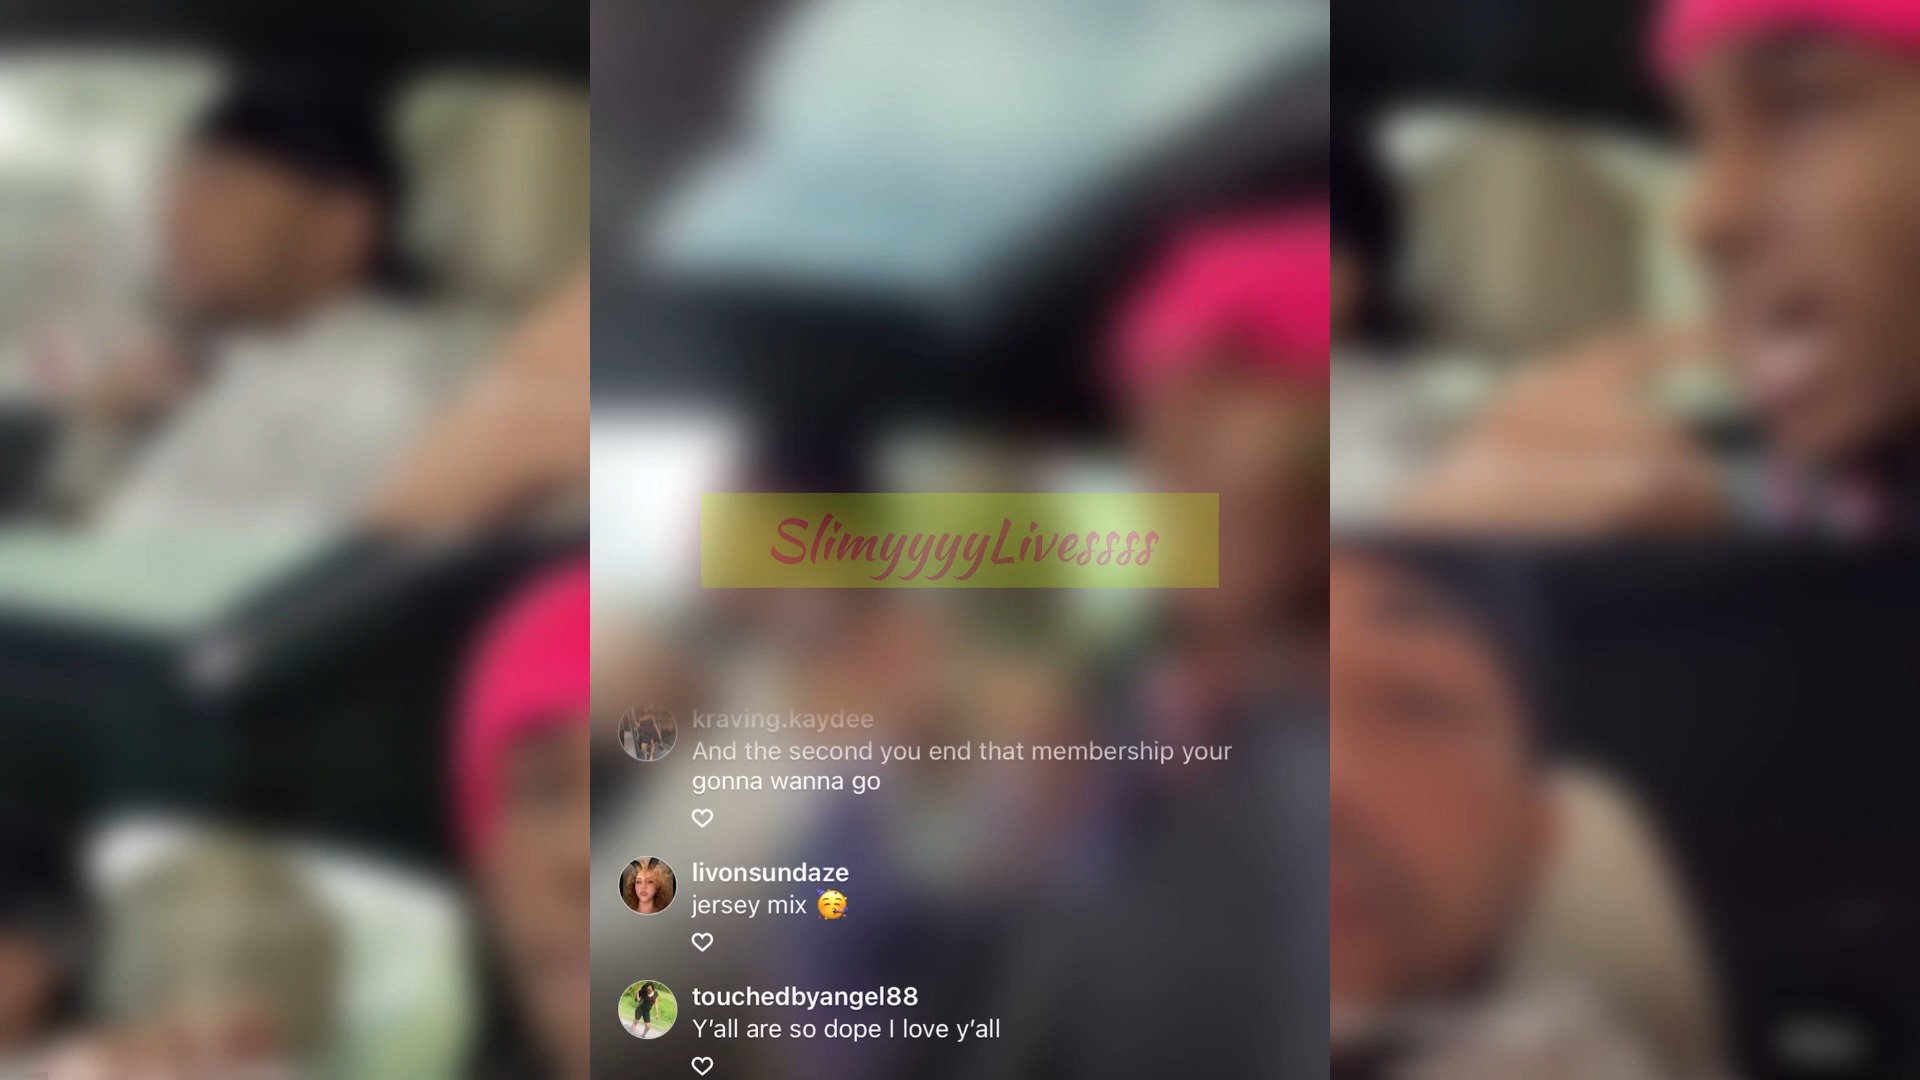 SlimyyyyLivessss
kraving.kaydee
And the second you end that membership your
gonna wanna go
livonsundaze
jersey mix 🥳
touchedbyangel88
Y’all are so dope I love y’all